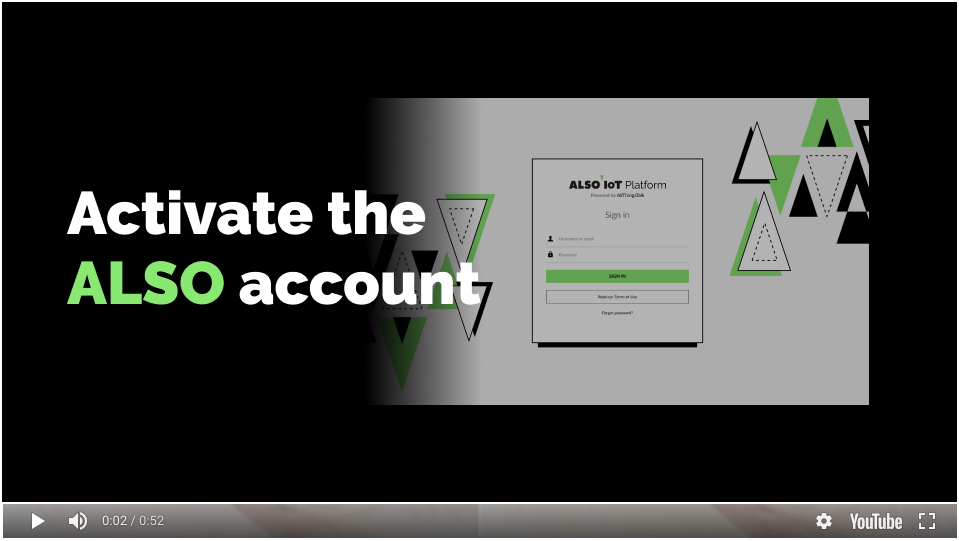 Activate the
ALSO account
ALSO IoT Platform
Powered by AllThingsTalk
Sign in
Username or email
Password
SIGN IN
Read our Terms of Use
Forgot password?
0:02 / 0:52
YouTube